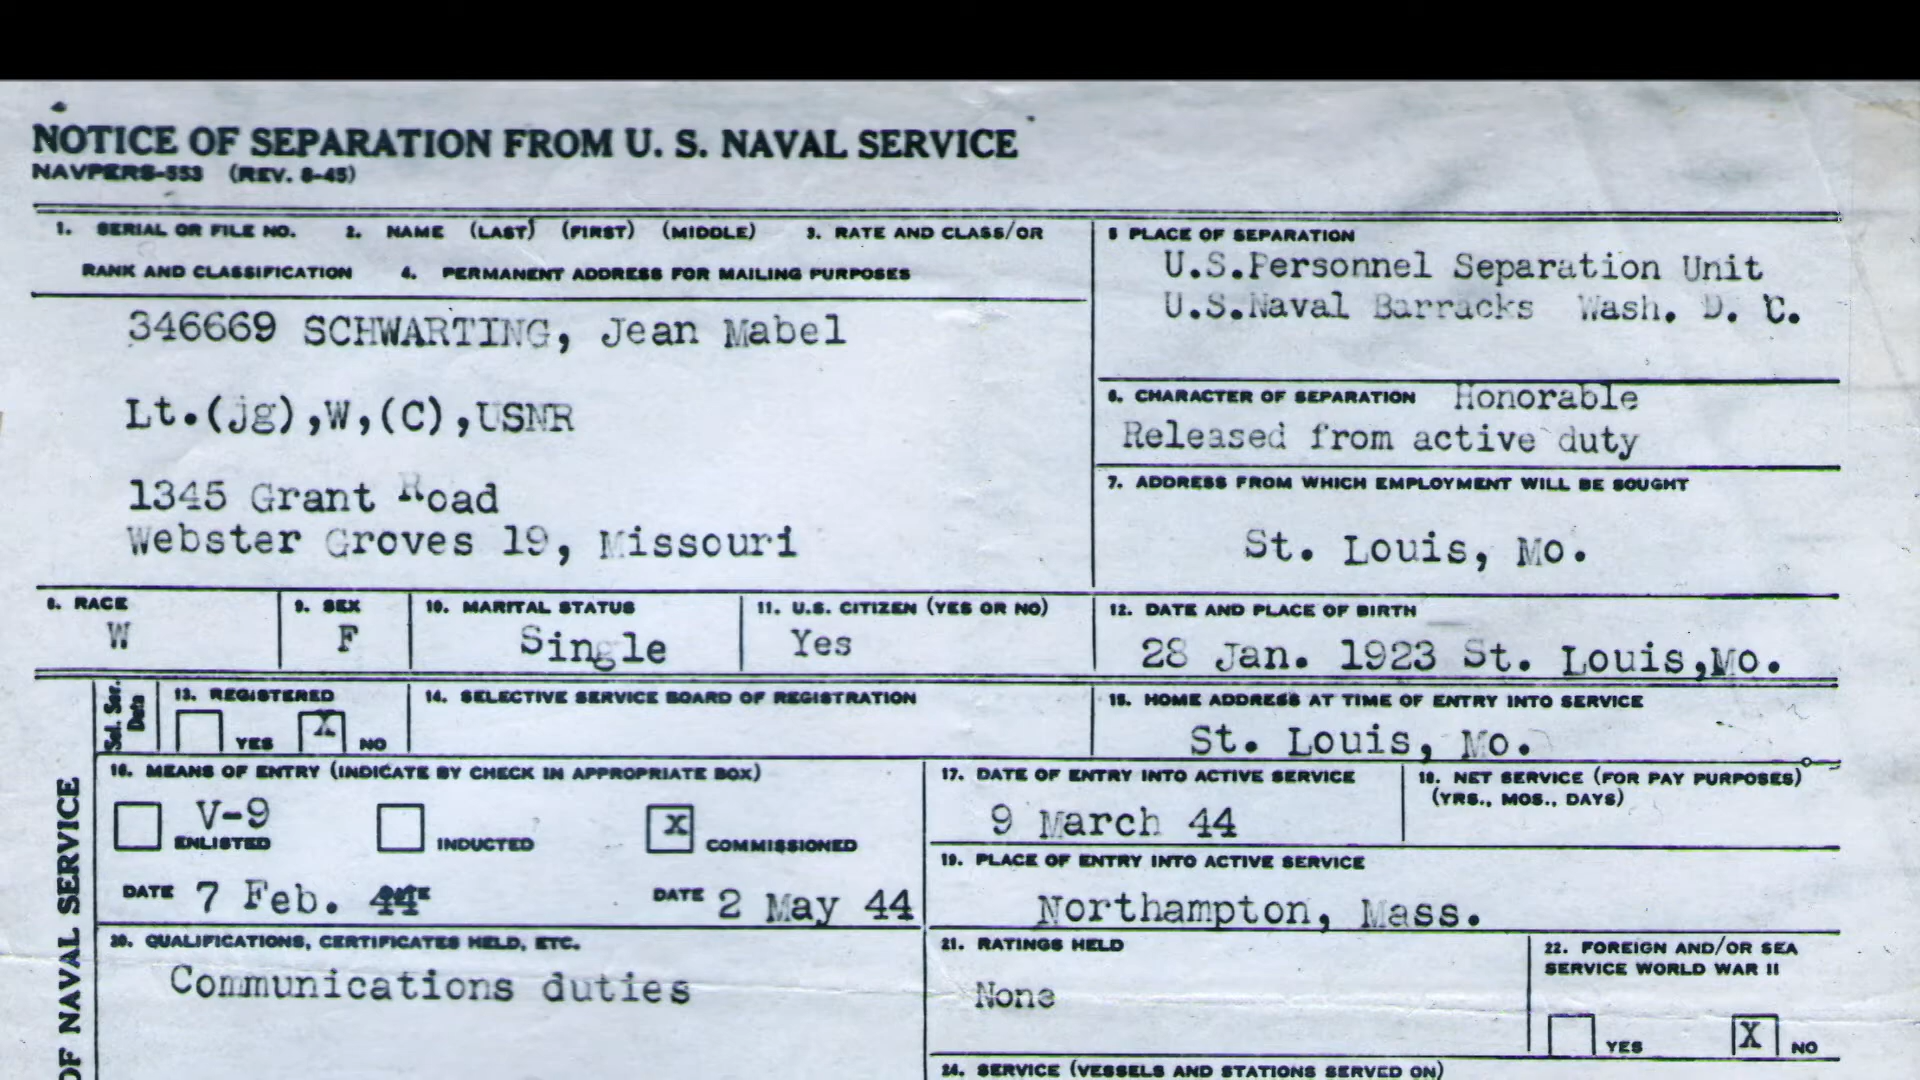 NOTICE OF SEPARATION FROM U. S. NAVAL SERVICE
NAVPERS-553 (REV. 8-45)
1. SERIAL OR FILE NO. 2. NAME (LAST) (FIRST) (MIDDLE) 3. RATE AND CLASS/OR
RANK AND CLASSIFICATION 4. PERMANENT ADDRESS FOR MAILING PURPOSES
346669 SCHWARTING, Jean Mabel
Lt.(jg),W,(C),USNR
1345 Grant Road
Webster Groves 19, Missouri
5 PLACE OF SEPARATION
U.S.Personnel Separation Unit
U.S.Naval Barracks Wash. D. C.
6. CHARACTER OF SEPARATION Honorable
Released from active duty
7. ADDRESS FROM WHICH EMPLOYMENT WILL BE SOUGHT
St. Louis, Mo.
8. RACE
W
9. SEX
F
10. MARITAL STATUS
Single
11. U.S. CITIZEN (YES OR NO)
Yes
12. DATE AND PLACE OF BIRTH
28 Jan. 1923 St. Louis,Mo.
Sel. Ser.
Data
13. REGISTERED
YES X NO
14. SELECTIVE SERVICE BOARD OF REGISTRATION
15. HOME ADDRESS AT TIME OF ENTRY INTO SERVICE
St. Louis, Mo.
OF NAVAL SERVICE
16. MEANS OF ENTRY (INDICATE BY CHECK IN APPROPRIATE BOX)
V-9
ENLISTED INDUCTED X COMMISSIONED
DATE 7 Feb. 44 DATE 2 May 44
17. DATE OF ENTRY INTO ACTIVE SERVICE
9 March 44
18. NET SERVICE (FOR PAY PURPOSES)
(YRS., MOS., DAYS)
19. PLACE OF ENTRY INTO ACTIVE SERVICE
Northampton, Mass.
20. QUALIFICATIONS, CERTIFICATES HELD, ETC.
Communications duties
21. RATINGS HELD
None
22. FOREIGN AND/OR SEA
SERVICE WORLD WAR II
YES X NO
24. SERVICE (VESSELS AND STATIONS SERVED ON)